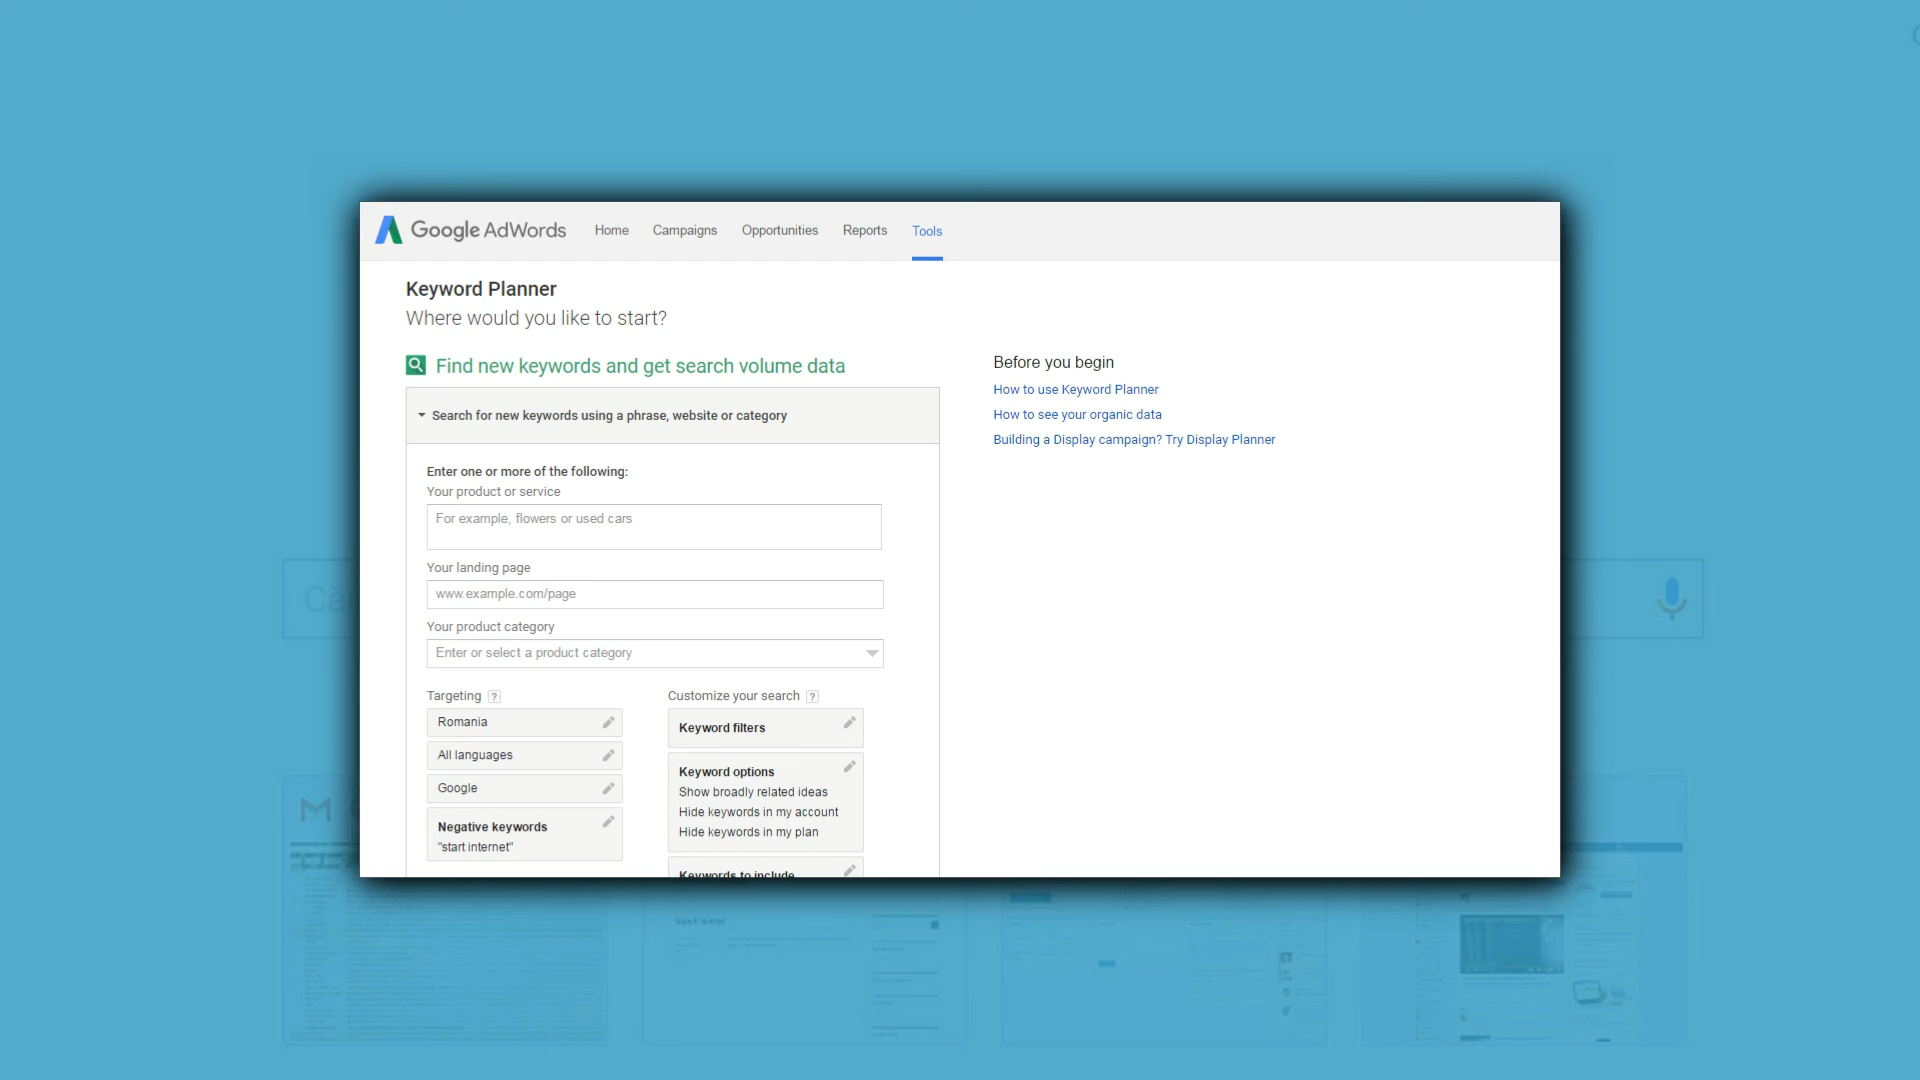 Google AdWords Home Campaigns Opportunities Reports Tools
Keyword Planner
Where would you like to start?
Find new keywords and get search volume data
Search for new keywords using a phrase, website or category
Enter one or more of the following:
Your product or service
For example, flowers or used cars
Your landing page
www.example.com/page
Your product category
Enter or select a product category
Targeting ?
Romania
All languages
Google
Negative keywords
"start internet"
Customize your search ?
Keyword filters
Keyword options
Show broadly related ideas
Hide keywords in my account
Hide keywords in my plan
Keywords to include
Before you begin
How to use Keyword Planner
How to see your organic data
Building a Display campaign? Try Display Planner